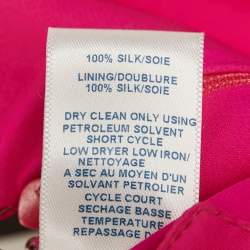 100% SILK/SOIE
LINING/DOUBLURE
100% SILK/SOIE
DRY CLEAN ONLY USING
PETROLEUM SOLVENT
SHORT CYCLE
LOW DRYER LOW IRON/
NETTOYAGE
A SEC AU MOYEN D'UN
SOLVANT PETROLIER
CYCLE COURT
SECHAGE BASSE
TEMPERATURE
REPASSAGE D